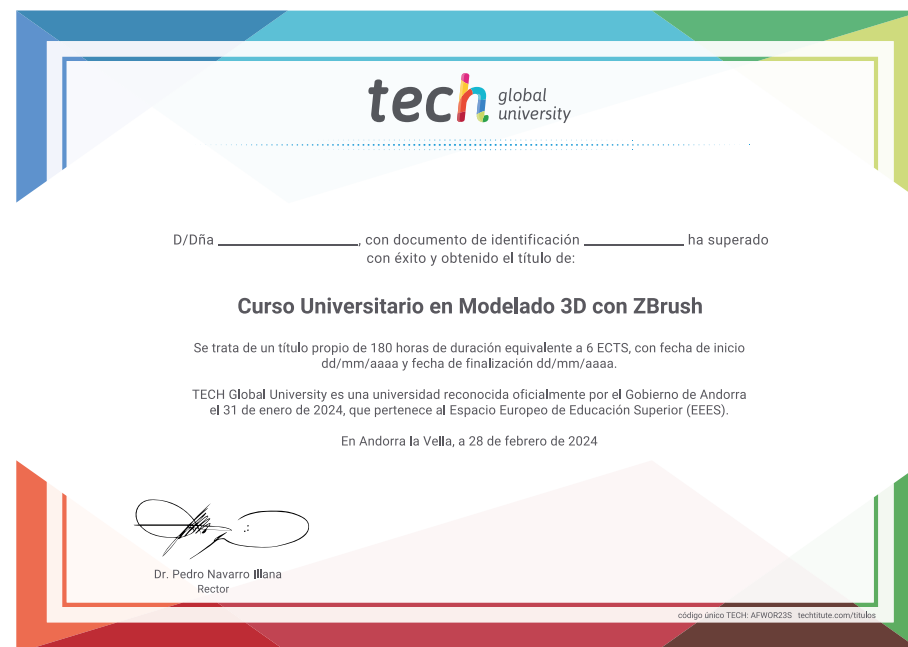 tech global university
D/Dña ________________, con documento de identificación ____________ ha superado
con éxito y obtenido el título de:
Curso Universitario en Modelado 3D con ZBrush
Se trata de un título propio de 180 horas de duración equivalente a 6 ECTS, con fecha de inicio
dd/mm/aaaa y fecha de finalización dd/mm/aaaa.
TECH Global University es una universidad reconocida oficialmente por el Gobierno de Andorra
el 31 de enero de 2024, que pertenece al Espacio Europeo de Educación Superior (EEES).
En Andorra la Vella, a 28 de febrero de 2024
Dr. Pedro Navarro Illana
Rector
código único TECH: AFWOR23S techtitute.com/titulos